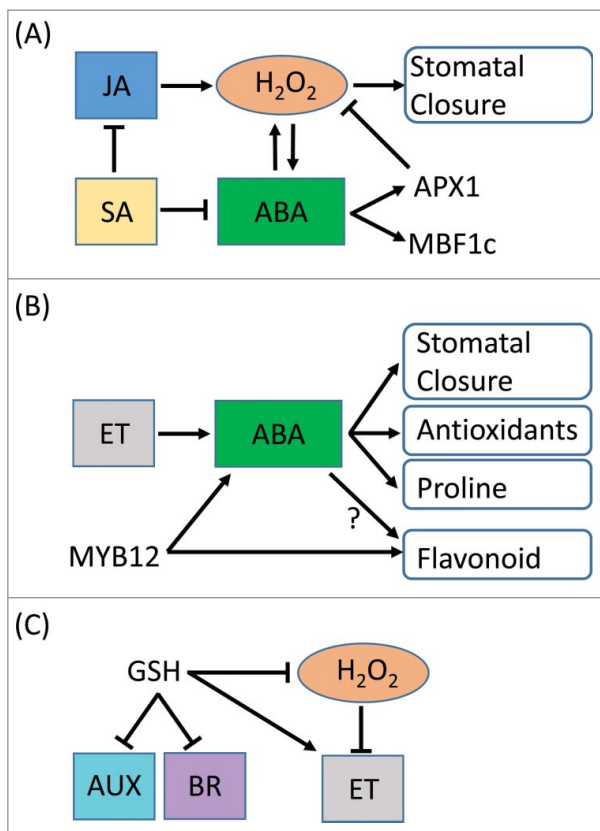 (A)
JA
H₂O₂
Stomatal
Closure
SA
ABA
APX1
MBF1c
(B)
ET
ABA
Stomatal
Closure
Antioxidants
Proline
?
MYB12
Flavonoid
(C)
GSH
H₂O₂
AUX
BR
ET